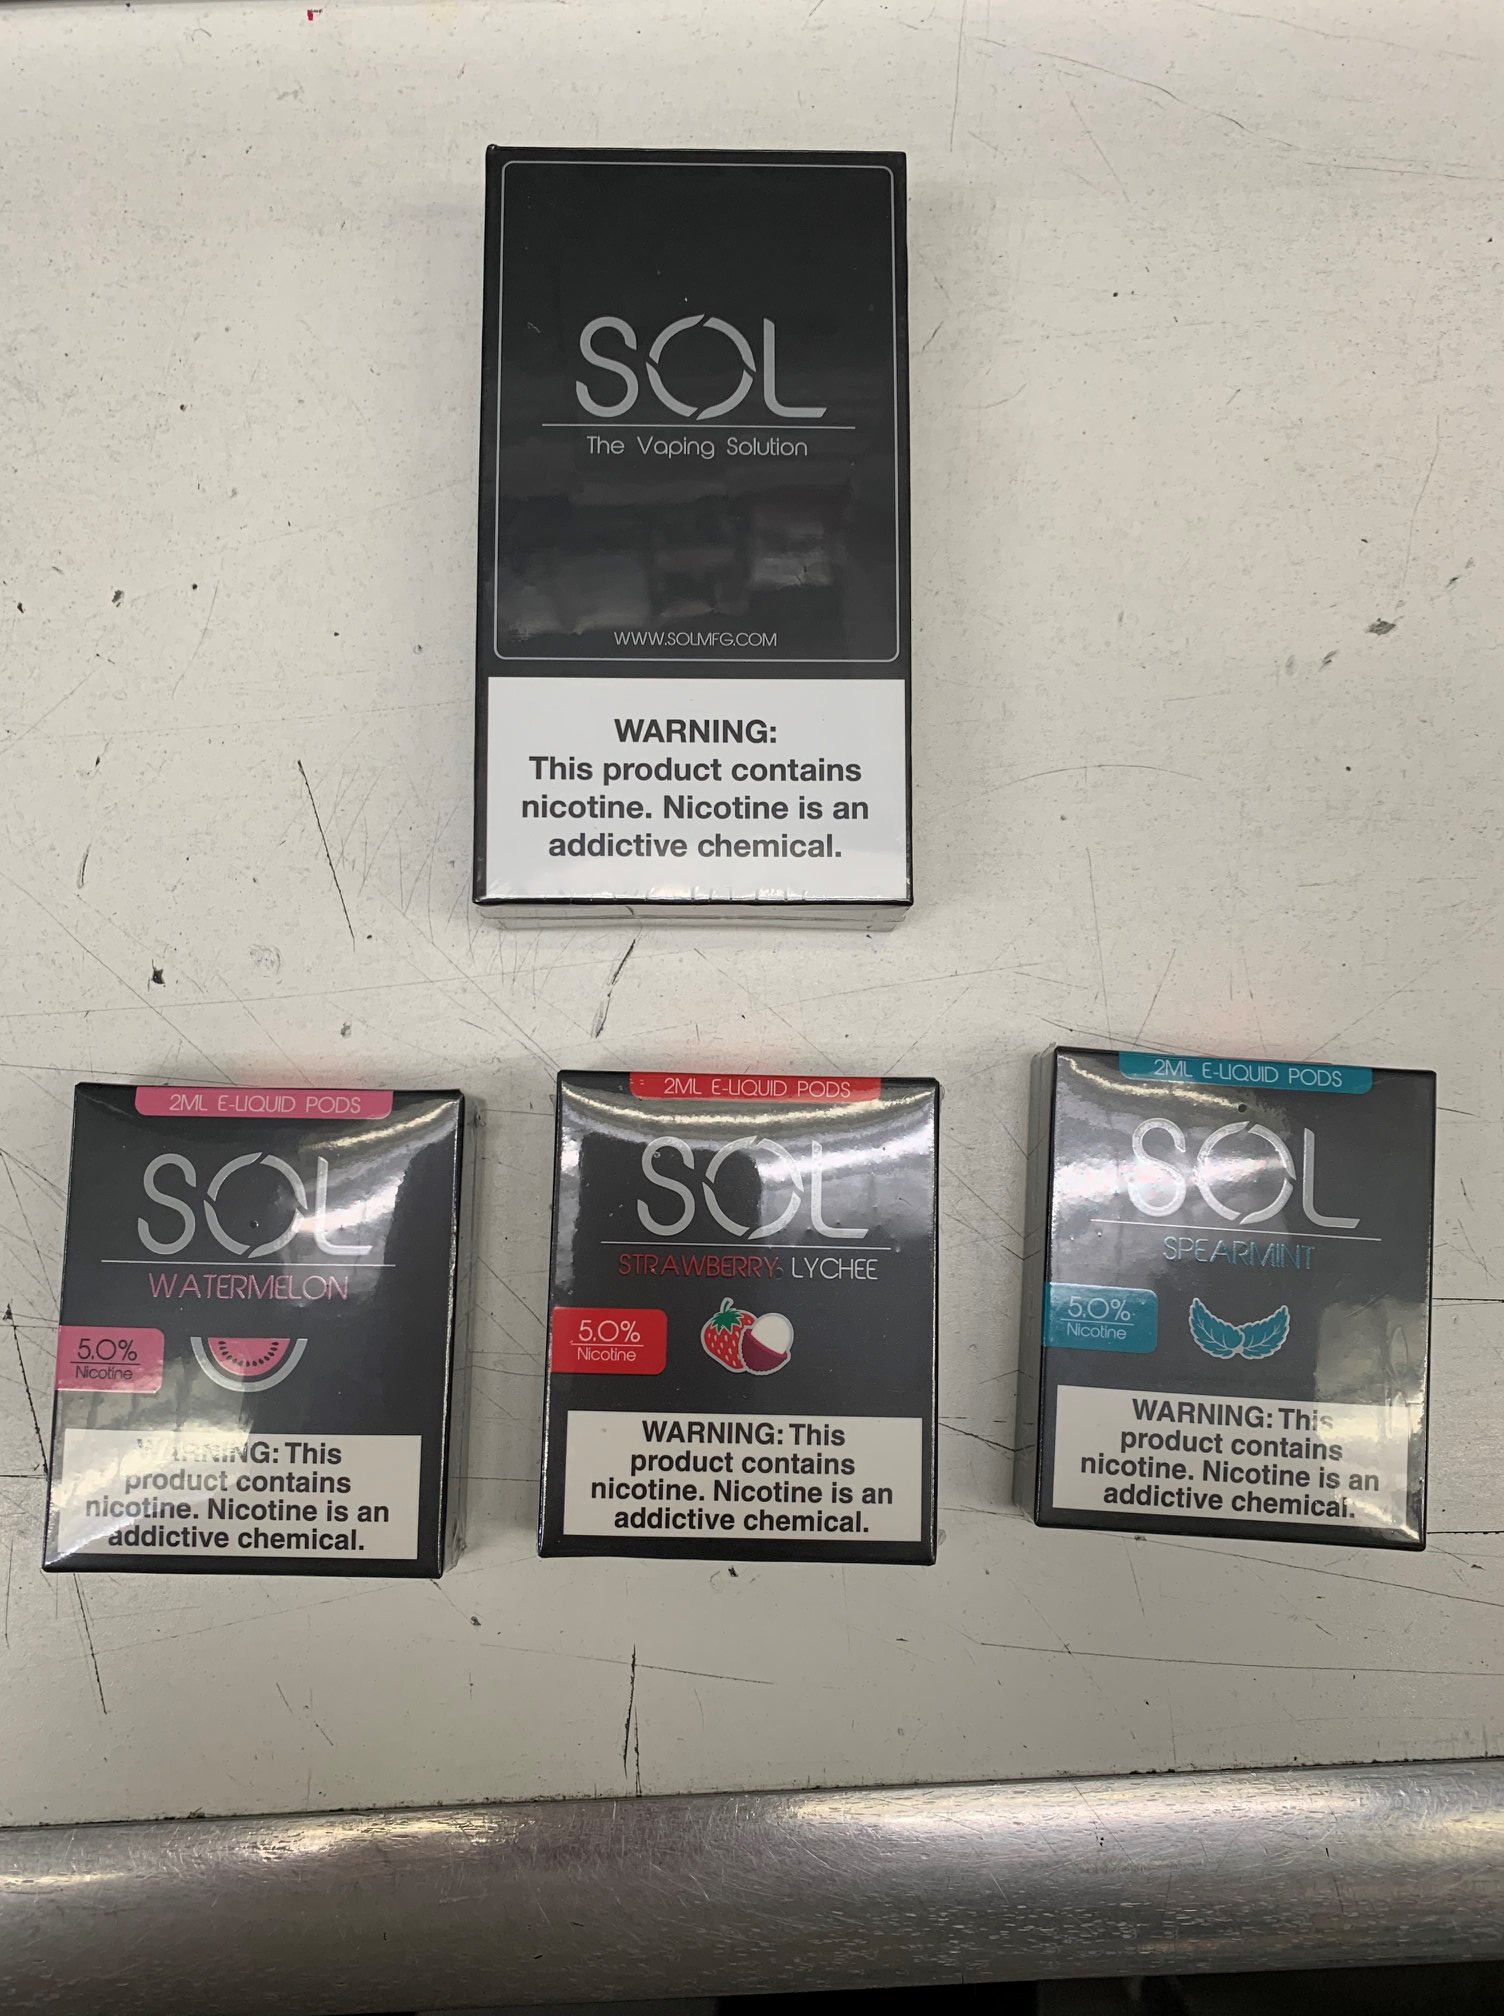 SOL
The Vaping Solution
WWW.SOLMFG.COM
WARNING:
This product contains
nicotine. Nicotine is an
addictive chemical.
2ML E-LIQUID PODS
SOL
WATERMELON
5.0%
Nicotine
WARNING: This
product contains
nicotine. Nicotine is an
addictive chemical.
2ML E-LIQUID PODS
SOL
STRAWBERRY LYCHEE
5.0%
Nicotine
WARNING: This
product contains
nicotine. Nicotine is an
addictive chemical.
2ML E-LIQUID PODS
SOL
SPEARMINT
5.0%
Nicotine
WARNING: This
product contains
nicotine. Nicotine is an
addictive chemical.